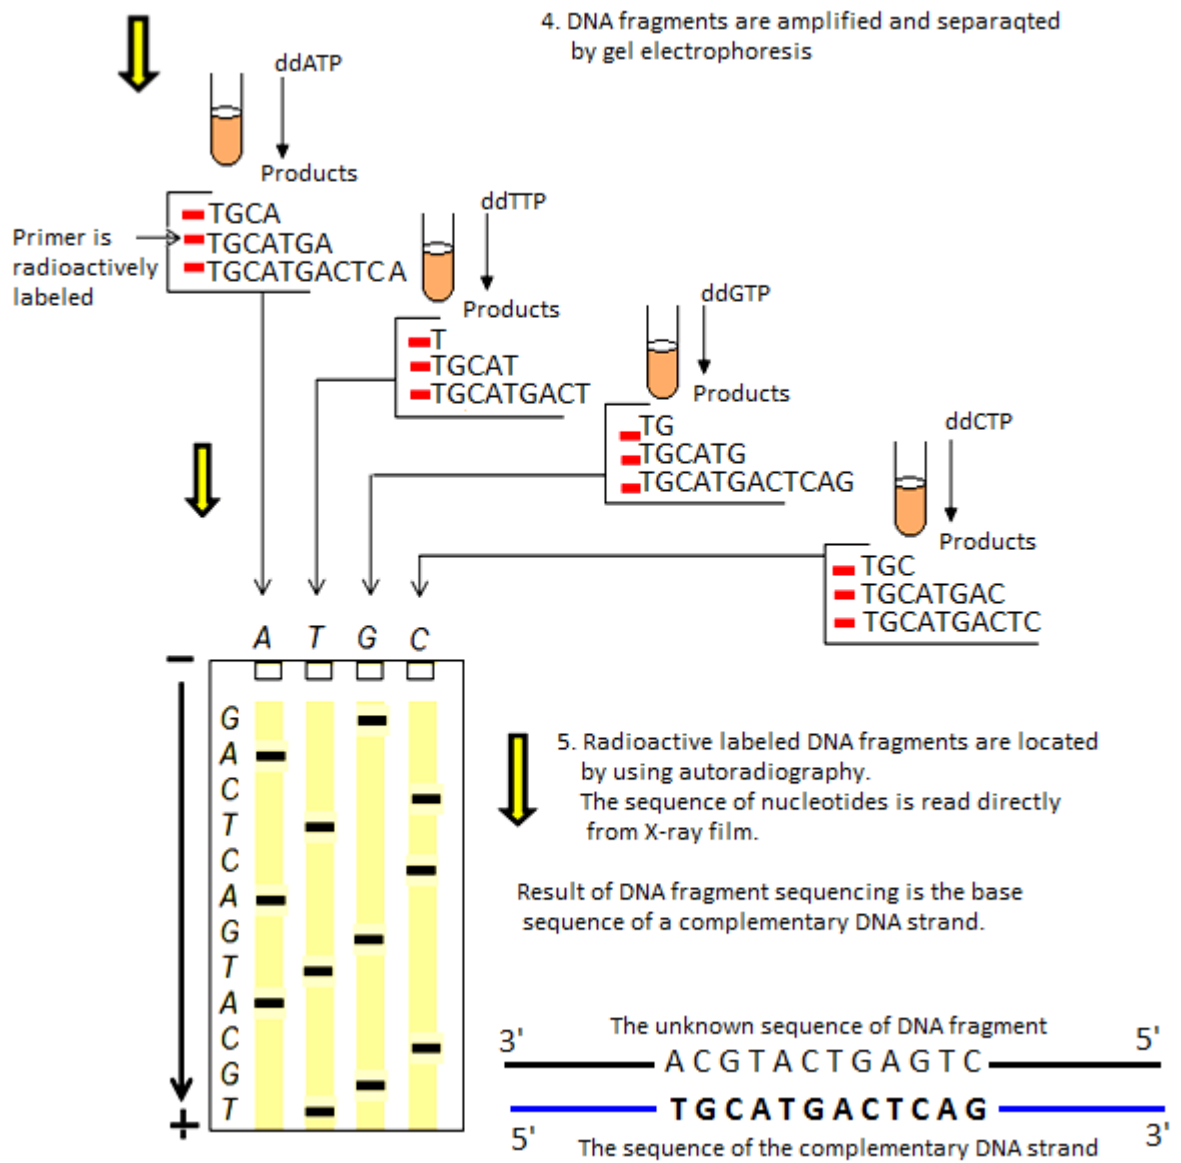 4. DNA fragments are amplified and separaqted
by gel electrophoresis
ddATP
Products
TGCA
TGCATGA
TGCATGACTCA
Primer is
radioactively
labeled
ddTTP
Products
T
TGCAT
TGCATGACT
ddGTP
Products
TG
TGCATG
TGCATGACTCAG
ddCTP
Products
TGC
TGCATGAC
TGCATGACTC
A T G C
−
G
A
C
T
C
A
G
T
A
C
G
T
+
5. Radioactive labeled DNA fragments are located
by using autoradiography.
The sequence of nucleotides is read directly
from X-ray film.
Result of DNA fragment sequencing is the base
sequence of a complementary DNA strand.
The unknown sequence of DNA fragment
3' ACGTACTGAGTC 5'
5' TGCATGACTCAG 3'
The sequence of the complementary DNA strand